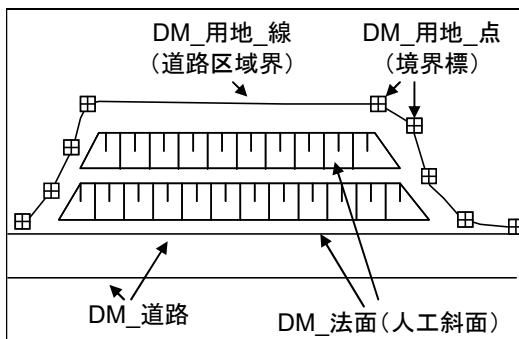 DM_用地_線
(道路区域界)
DM_用地_点
(境界標)
DM_道路
DM_法面(人工斜面)